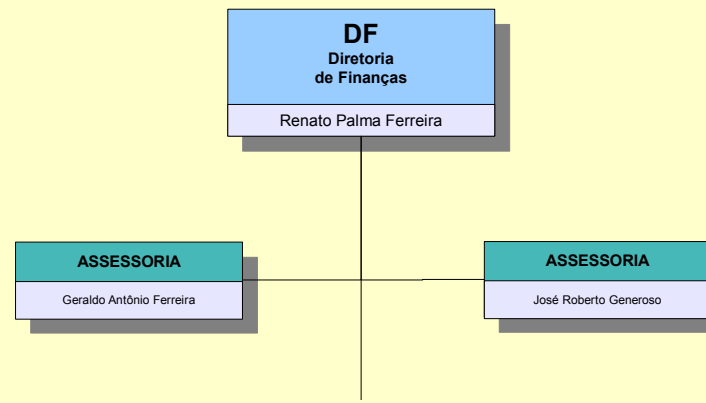 DF
Diretoria
de Finanças
Renato Palma Ferreira
ASSESSORIA
Geraldo Antônio Ferreira
ASSESSORIA
José Roberto Generoso